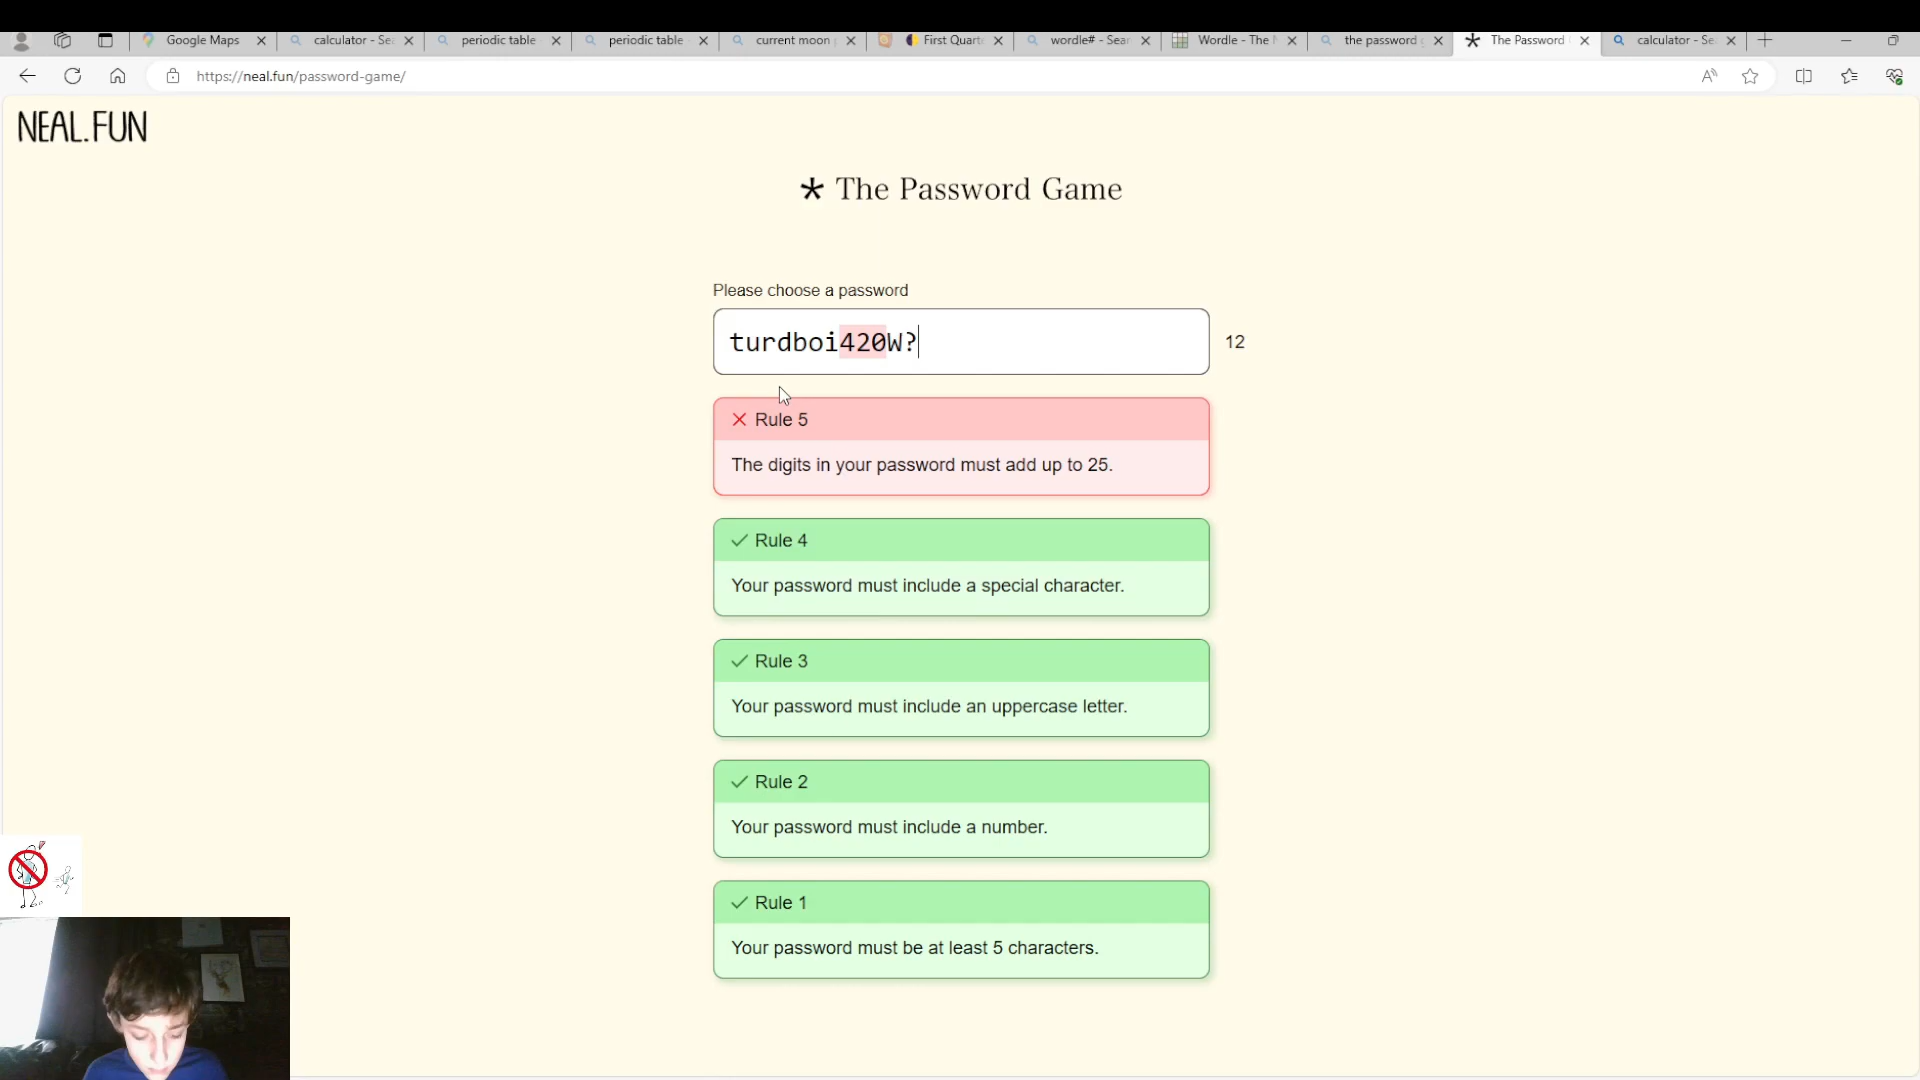 Google Maps
calculator - Se
periodic table
periodic table
current moon
First Quart
wordle# - Sear
Wordle - The
the password
The Password
calculator - Se
https://neal.fun/password-game/
NEAL.FUN
* The Password Game
Please choose a password
turdboi420W?
12
Rule 5
The digits in your password must add up to 25.
Rule 4
Your password must include a special character.
Rule 3
Your password must include an uppercase letter.
Rule 2
Your password must include a number.
Rule 1
Your password must be at least 5 characters.